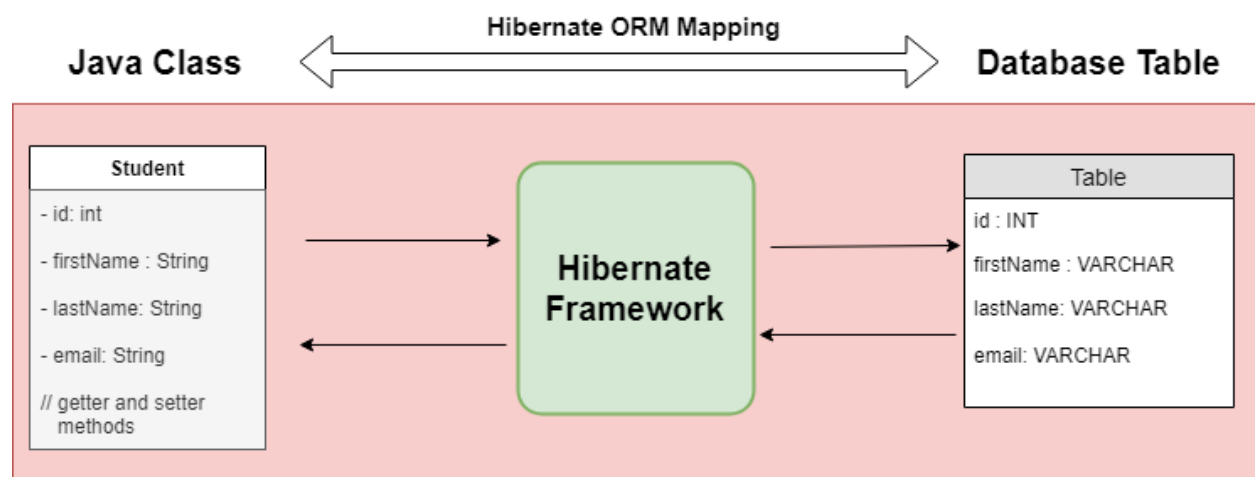 Hibernate ORM Mapping
Java Class
Database Table
Student
- id: int
- firstName : String
- lastName: String
- email: String
// getter and setter
methods
Hibernate
Framework
Table
id : INT
firstName : VARCHAR
lastName: VARCHAR
email: VARCHAR